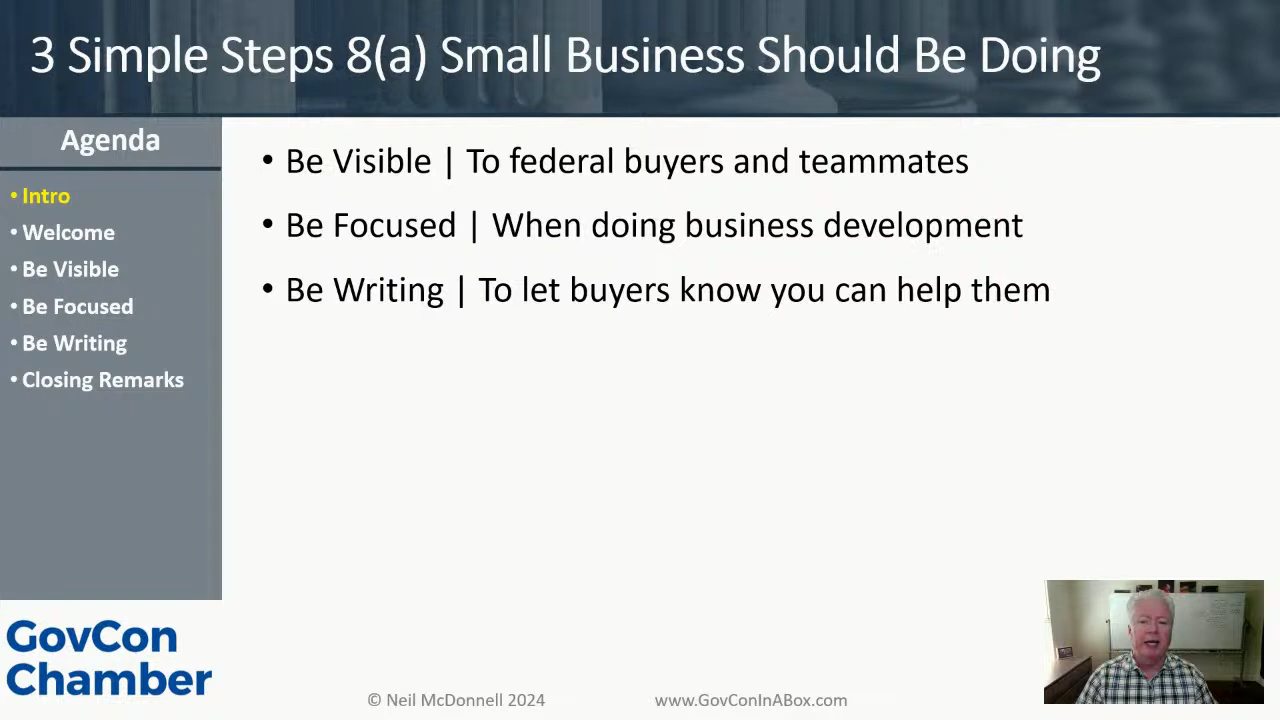 3 Simple Steps 8(a) Small Business Should Be Doing
Agenda
• Intro
• Welcome
• Be Visible
• Be Focused
• Be Writing
• Closing Remarks
• Be Visible | To federal buyers and teammates
• Be Focused | When doing business development
• Be Writing | To let buyers know you can help them
GovCon
Chamber
© Neil McDonnell 2024
www.GovConInABox.com